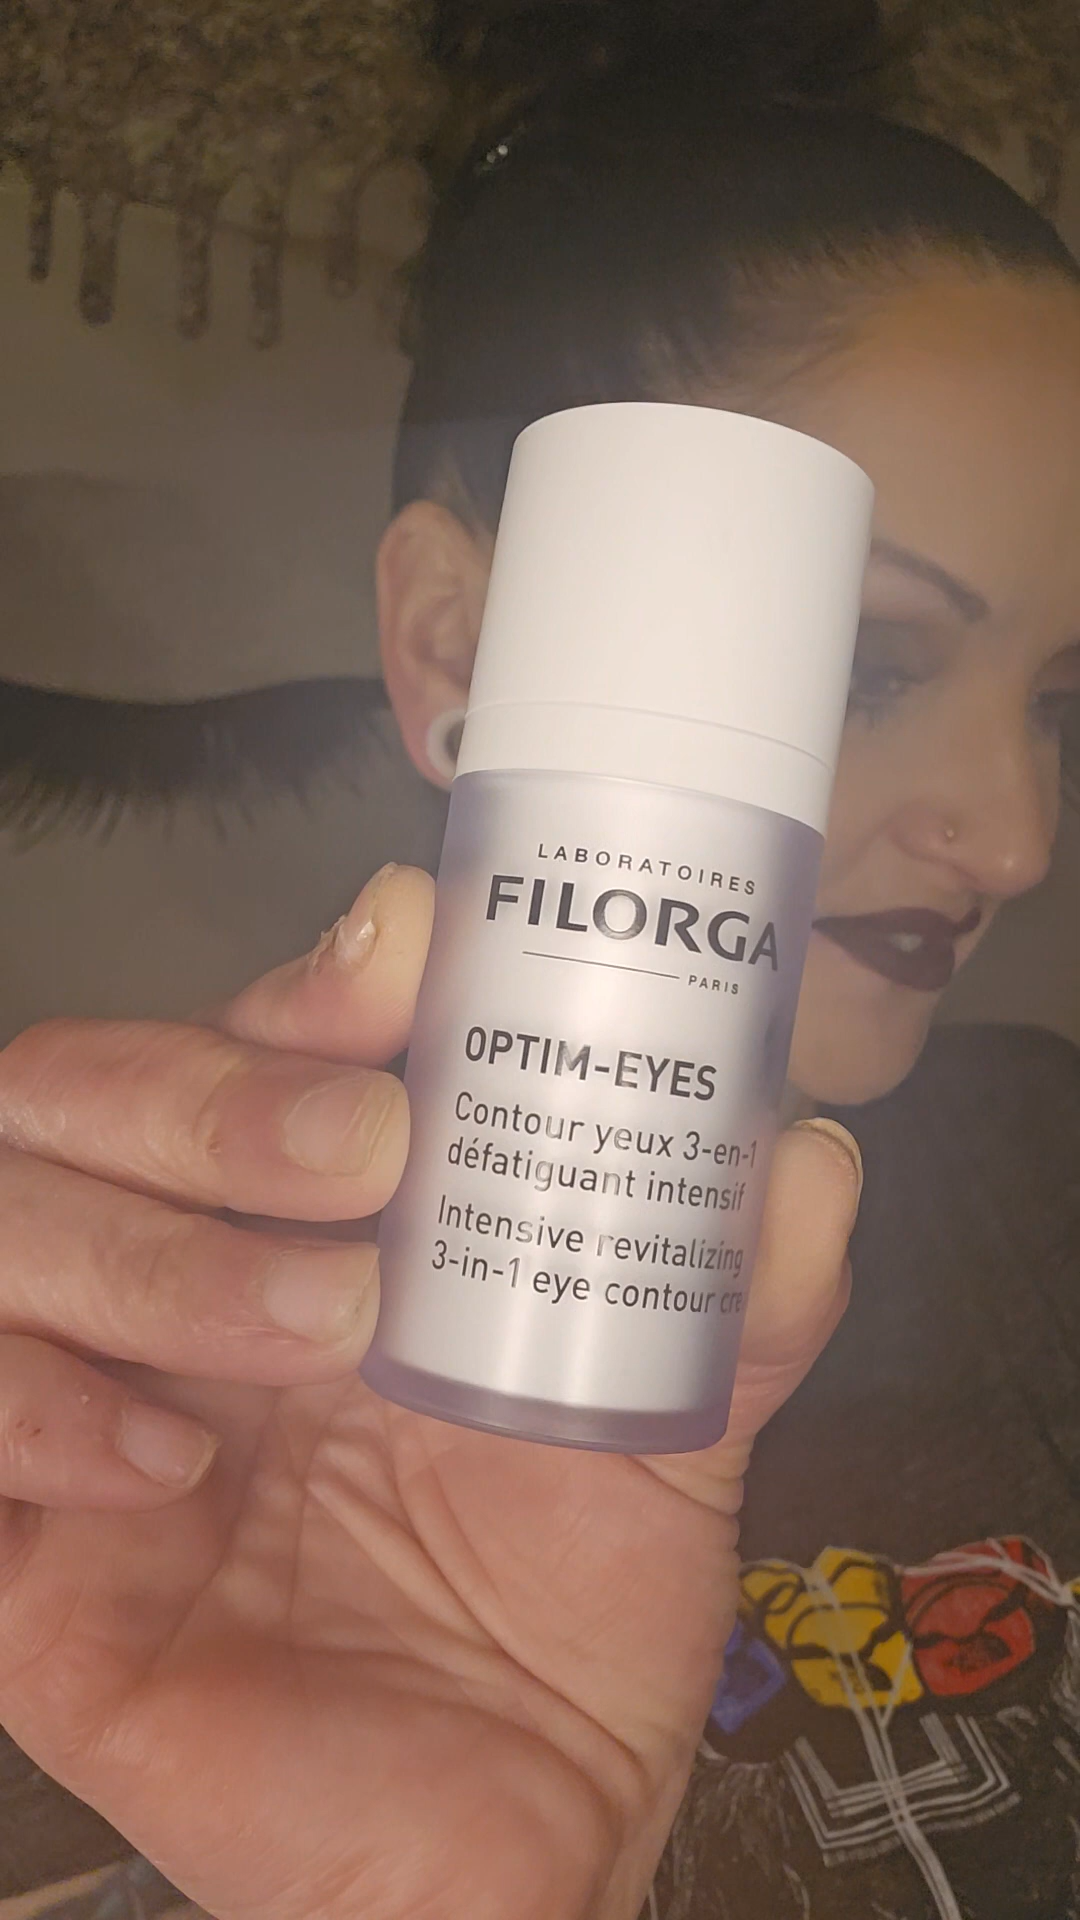 LABORATOIRES
FILORGA
PARIS
OPTIM-EYES
Contour yeux 3-en-1
défatiguant intensif
Intensive revitalizing
3-in-1 eye contour